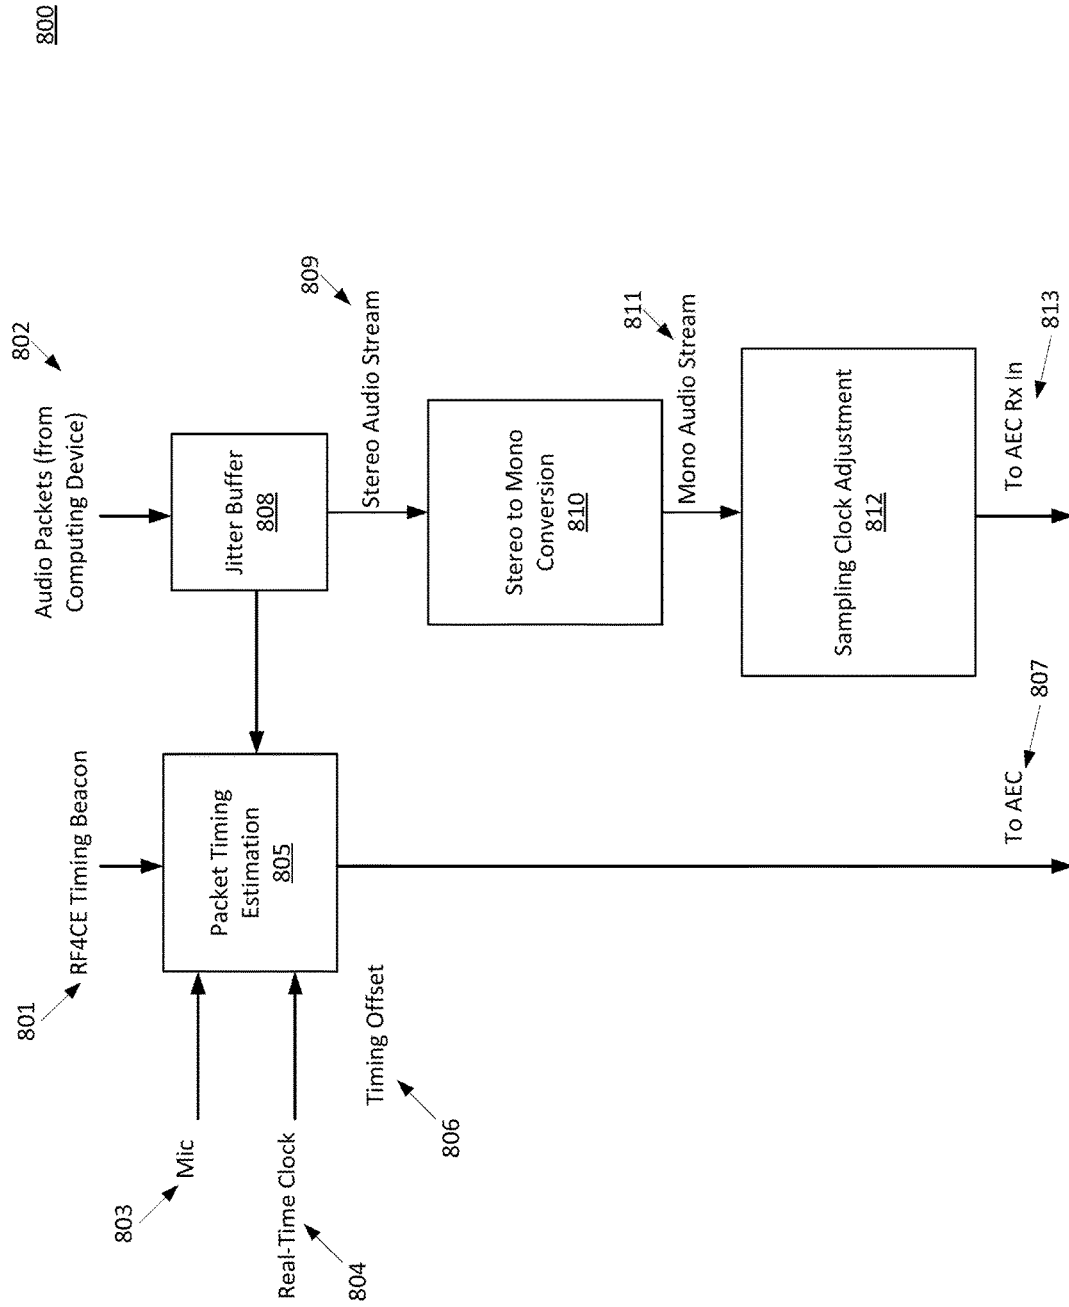 800
802
Audio Packets (from
Computing Device)
801
RF4CE Timing Beacon
803
Mic
Real-Time Clock
804
Packet Timing
Estimation
805
Jitter Buffer
808
809
Stereo Audio Stream
Timing Offset
806
Stereo to Mono
Conversion
810
811
Mono Audio Stream
Sampling Clock Adjustment
812
To AEC
807
To AEC Rx In
813